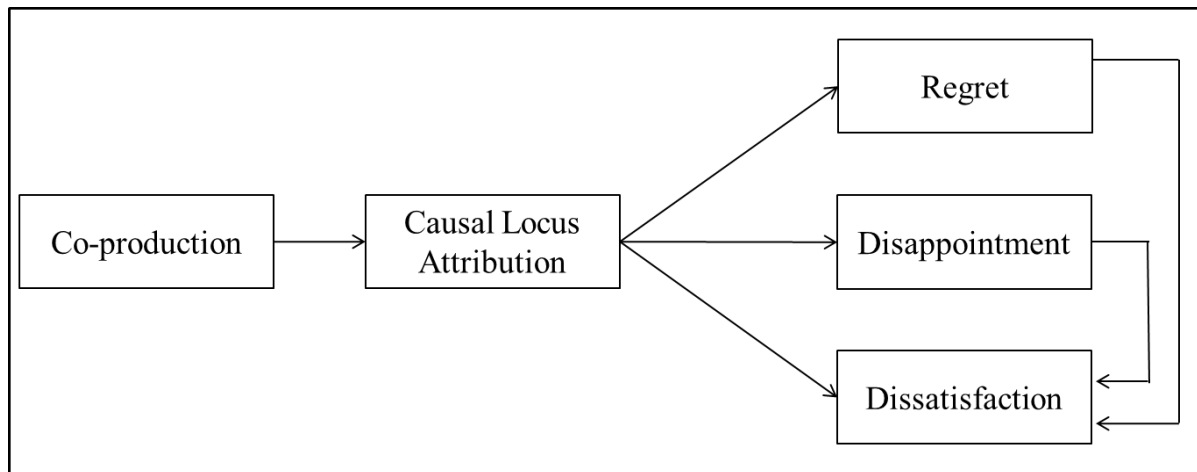 Regret
Co-production
Causal Locus
Attribution
Disappointment
Dissatisfaction